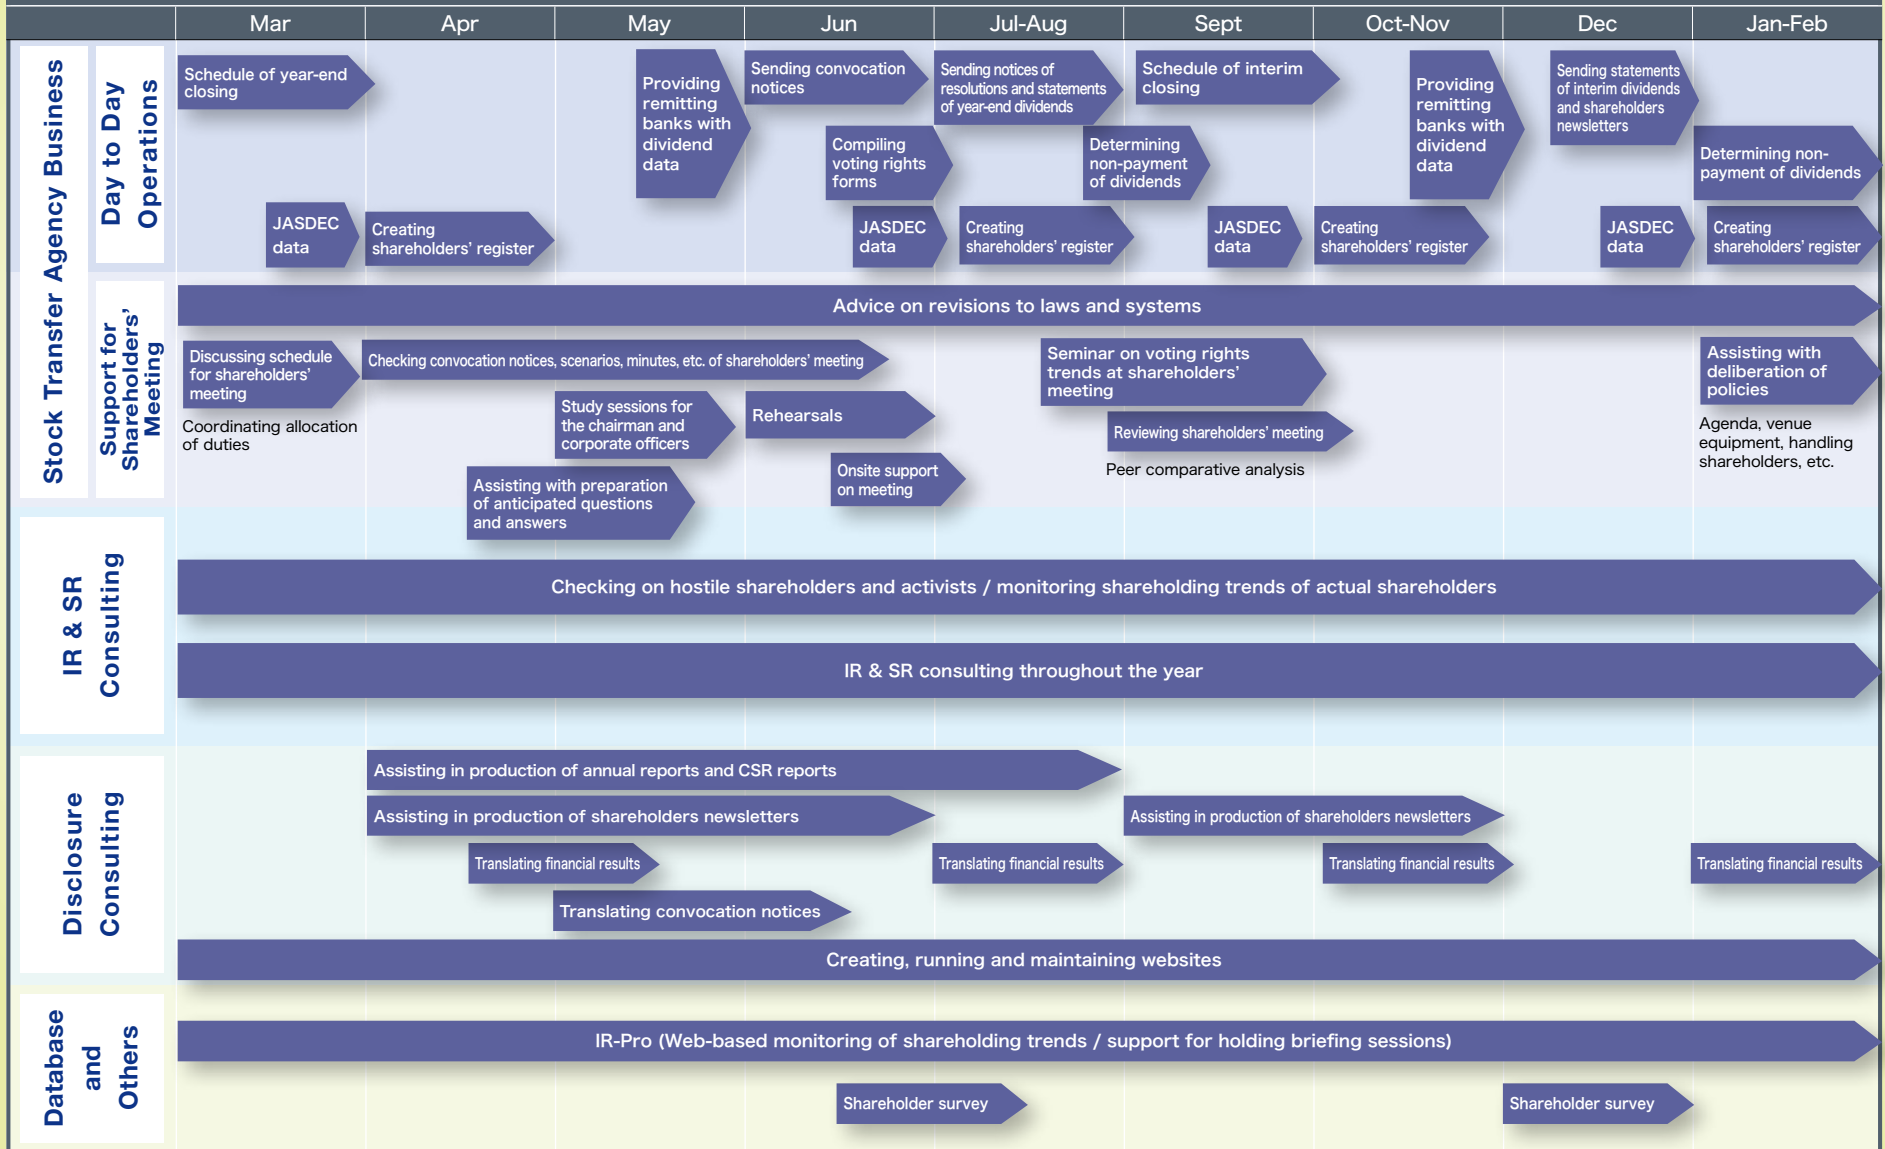 Mar
Apr
May
Jun
Jul-Aug
Sept
Oct-Nov
Dec
Jan-Feb
Stock Transfer Agency Business
Day to Day
Operations
Schedule of year-end
closing
Providing
remitting
banks with
dividend
data
Sending convocation
notices
Sending notices of
resolutions and statements
of year-end dividends
Schedule of interim
closing
Providing
remitting
banks with
dividend
data
Sending statements
of interim dividends
and shareholders
newsletters
Compiling
voting rights
forms
Determining
non-payment
of dividends
Determining non-
payment of dividends
JASDEC
data
Creating
shareholders' register
JASDEC
data
Creating
shareholders' register
JASDEC
data
Creating
shareholders' register
JASDEC
data
Creating
shareholders' register
Support for
Shareholders'
Meeting
Advice on revisions to laws and systems
Discussing schedule
for shareholders'
meeting
Coordinating allocation
of duties
Checking convocation notices, scenarios, minutes, etc. of shareholders' meeting
Seminar on voting rights
trends at shareholders'
meeting
Assisting with
deliberation of
policies
Agenda, venue
equipment, handling
shareholders, etc.
Study sessions for
the chairman and
corporate officers
Rehearsals
Reviewing shareholders' meeting
Peer comparative analysis
Assisting with preparation
of anticipated questions
and answers
Onsite support
on meeting
IR & SR
Consulting
Checking on hostile shareholders and activists / monitoring shareholding trends of actual shareholders
IR & SR consulting throughout the year
Disclosure
Consulting
Assisting in production of annual reports and CSR reports
Assisting in production of shareholders newsletters
Assisting in production of shareholders newsletters
Translating financial results
Translating financial results
Translating financial results
Translating financial results
Translating convocation notices
Creating, running and maintaining websites
Database
and
Others
IR-Pro (Web-based monitoring of shareholding trends / support for holding briefing sessions)
Shareholder survey
Shareholder survey